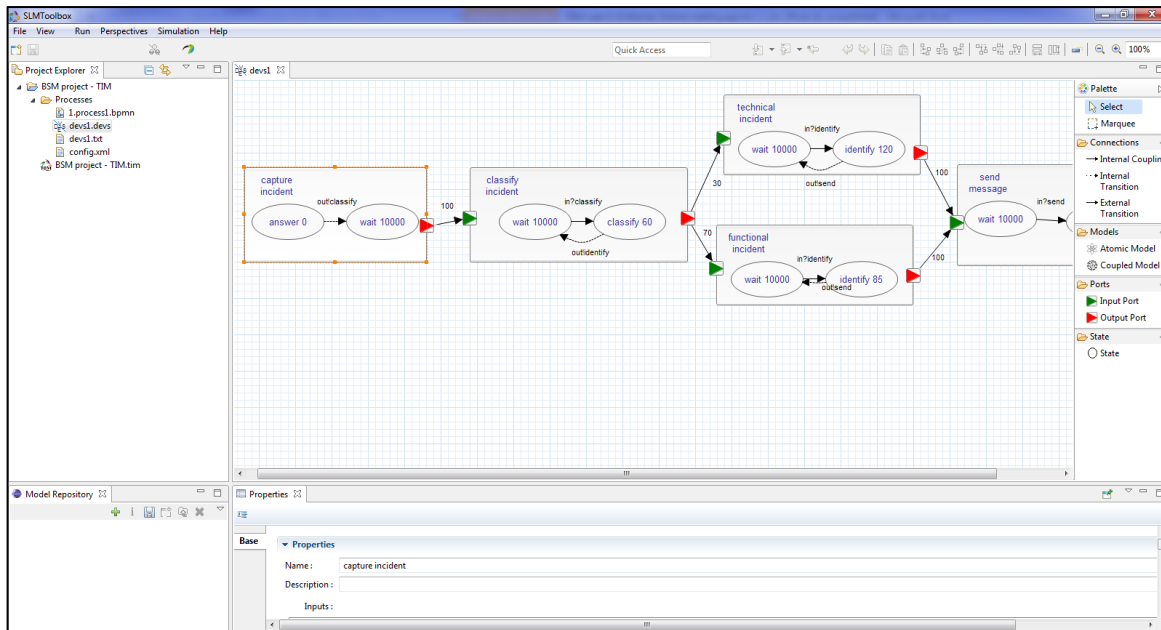 SLMToolbox
File View Run Perspectives Simulation Help
Quick Access
100%
Project Explorer
BSM project - TIM
Processes
1.process1.bpmn
devs1.devs
devs1.txt
config.xml
BSM project - TIM.tim
devs1
capture
incident
out!classify
answer 0
wait 10000
100
classify
incident
in?classify
wait 10000
classify 60
out!identify
30
70
technical
incident
in?identify
wait 10000
identify 120
out!send
100
functional
incident
in?identify
wait 10000
identify 85
out!send
100
send
message
in?send
wait 10000
Palette
Select
Marquee
Connections
Internal Couplin
Internal
Transition
External
Transition
Models
Atomic Model
Coupled Model
Ports
Input Port
Output Port
State
State
Model Repository
Properties
Base
Properties
Name :
capture incident
Description :
Inputs :